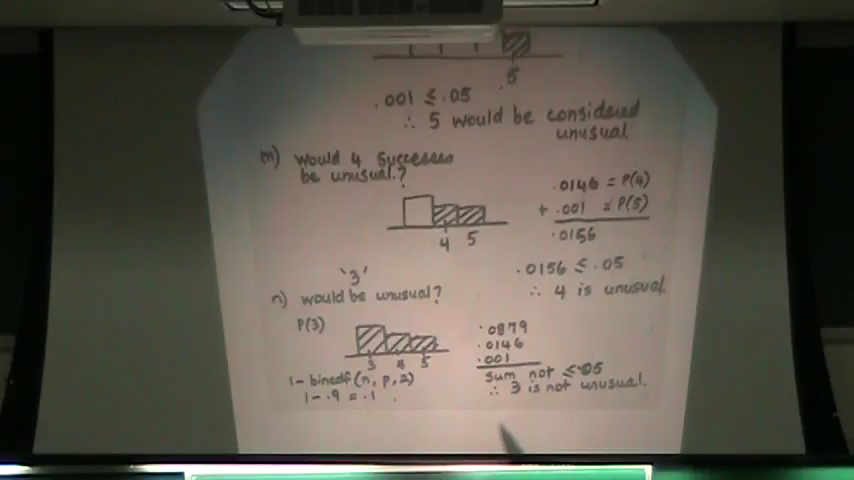 5
.001 ≤ .05
∴ 5 would be considered
unusual.
m) would 4 successes
be unusual?
.0146 = P(4)
+ .001 = P(5)
.0156
4 5
.0156 ≤ .05
∴ 4 is unusual.
'3'
n) would be unusual?
P(3)
3 4 5
.0879
.0146
.001
sum not ≤ .05
∴ 3 is not unusual.
1- bincdf(n, p, 2)
1- .9 = .1